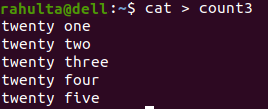 rahulta@dell:~$ cat > count3
twenty one
twenty two
twenty three
twenty four
twenty five